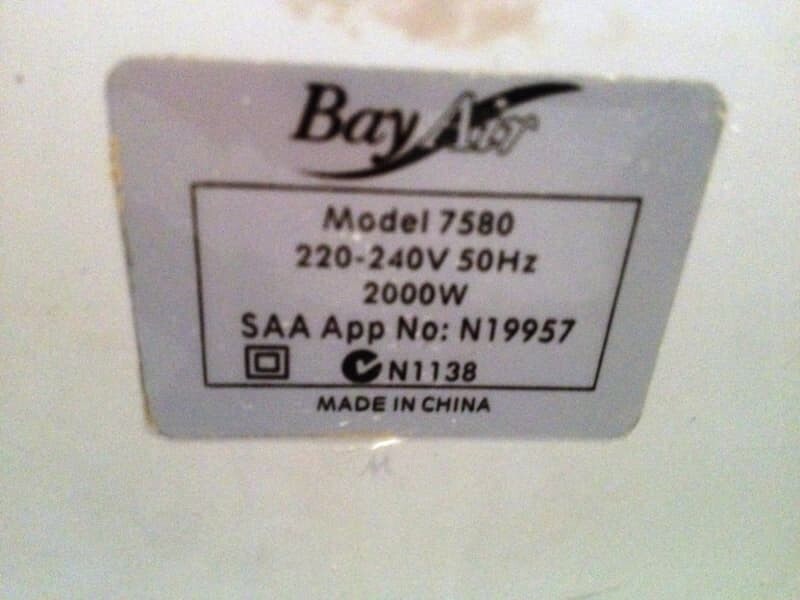 BayAir
Model 7580
220-240V 50Hz
2000W
SAA App No: N19957
N1138
MADE IN CHINA